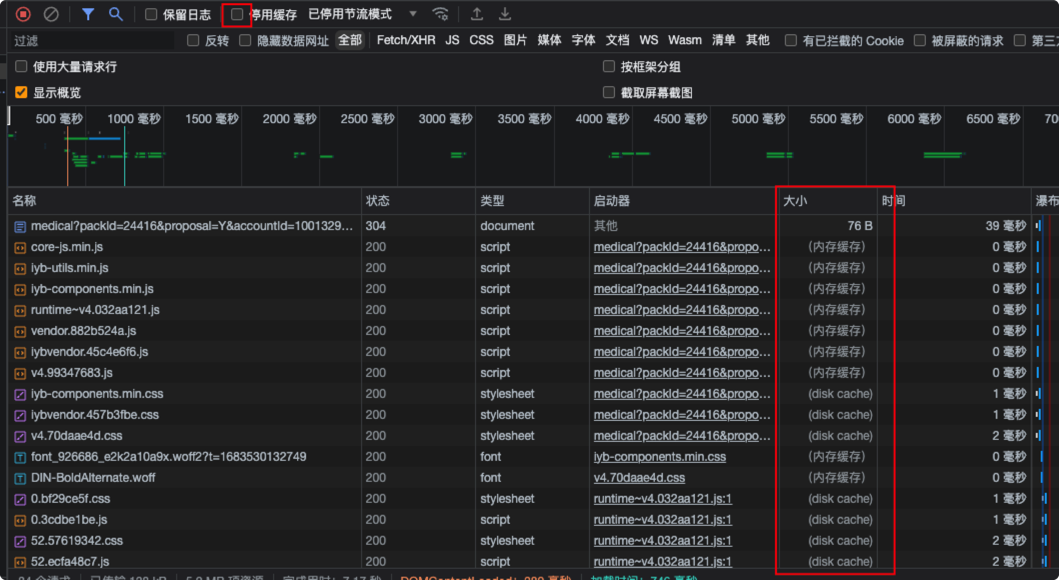 保留日志 停用缓存 已停用节流模式
过滤 反转 隐藏数据网址 全部 Fetch/XHR JS CSS 图片 媒体 字体 文档 WS Wasm 清单 其他 有已拦截的 Cookie 被屏蔽的请求 第三
使用大量请求行 按框架分组
显示概览 截取屏幕截图
500 毫秒 1000 毫秒 1500 毫秒 2000 毫秒 2500 毫秒 3000 毫秒 3500 毫秒 4000 毫秒 4500 毫秒 5000 毫秒 5500 毫秒 6000 毫秒 6500 毫秒 70
名称 状态 类型 启动器 大小 时间 瀑布
medical?packId=24416&proposal=Y&accountId=1001329... 304 document 其他 76 B 39 毫秒
core-js.min.js 200 script medical?packId=24416&propo... (内存缓存) 0 毫秒
iyb-utils.min.js 200 script medical?packId=24416&propo... (内存缓存) 0 毫秒
iyb-components.min.js 200 script medical?packId=24416&propo... (内存缓存) 0 毫秒
runtime~v4.032aa121.js 200 script medical?packId=24416&propo... (内存缓存) 0 毫秒
vendor.882b524a.js 200 script medical?packId=24416&propo... (内存缓存) 0 毫秒
iybvendor.45c4e6f6.js 200 script medical?packId=24416&propo... (内存缓存) 0 毫秒
v4.99347683.js 200 script medical?packId=24416&propo... (内存缓存) 0 毫秒
iyb-components.min.css 200 stylesheet medical?packId=24416&propo... (disk cache) 1 毫秒
iybvendor.457b3fbe.css 200 stylesheet medical?packId=24416&propo... (disk cache) 1 毫秒
v4.70daae4d.css 200 stylesheet medical?packId=24416&propo... (disk cache) 2 毫秒
font_926686_e2k2a10a9x.woff2?t=1683530132749 200 font iyb-components.min.css (内存缓存) 0 毫秒
DIN-BoldAlternate.woff 200 font v4.70daae4d.css (内存缓存) 0 毫秒
0.bf29ce5f.css 200 stylesheet runtime~v4.032aa121.js:1 (disk cache) 1 毫秒
0.3cdbe1be.js 200 script runtime~v4.032aa121.js:1 (disk cache) 1 毫秒
52.57619342.css 200 stylesheet runtime~v4.032aa121.js:1 (disk cache) 2 毫秒
52.ecfa48c7.js 200 script runtime~v4.032aa121.js:1 (disk cache) 1 毫秒